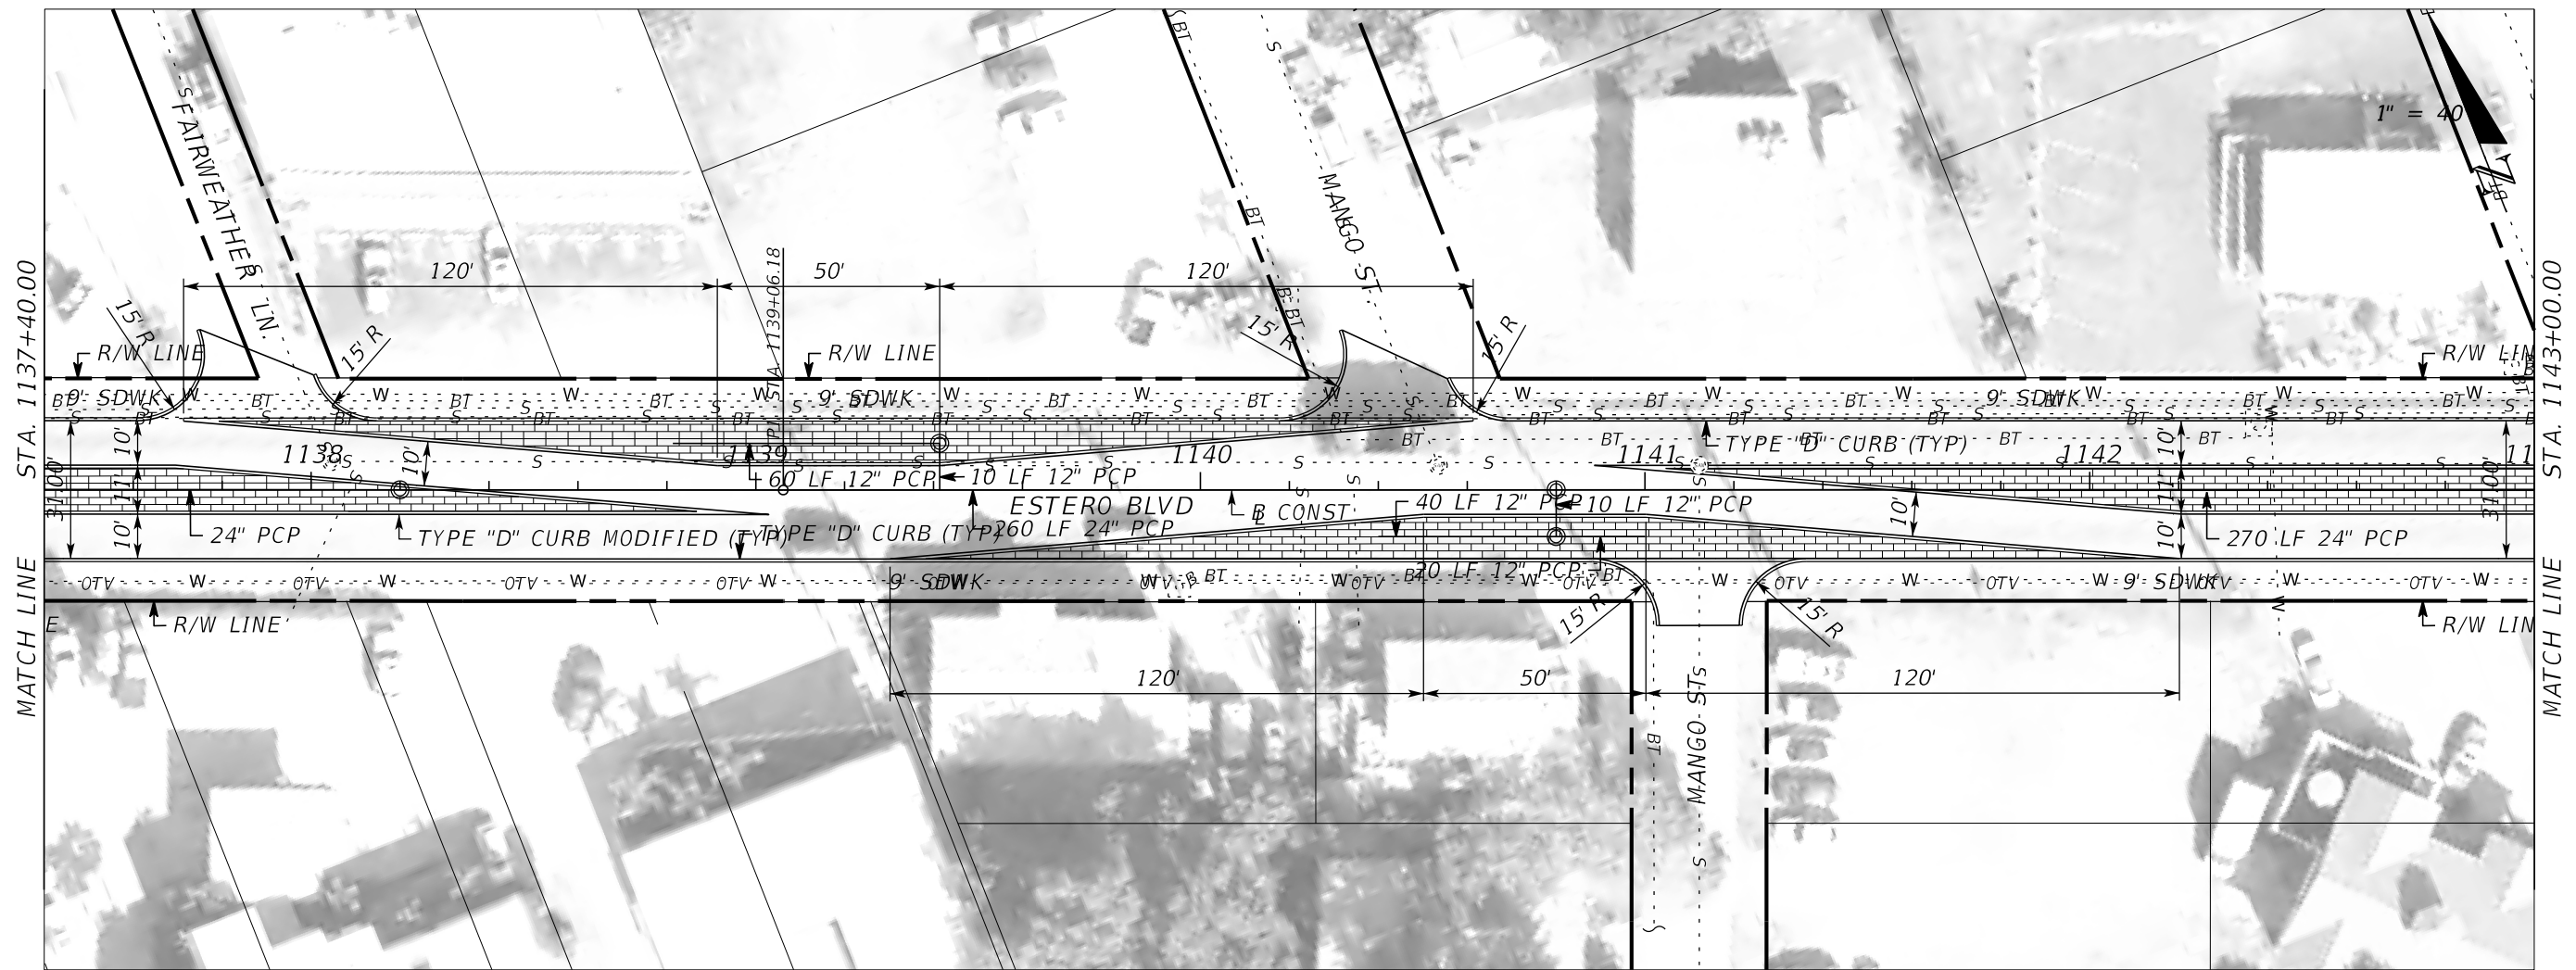 STA. 1137+40.00
MATCH LINE
FAIRWEATHER LN.
MANGO ST.
1" = 40'
N
120'
50'
120'
PI STA. 1139+06.18
15' R
15' R
15' R
15' R
R/W LINE
R/W LINE
R/W LIN
9' SDWK
9' SDWK
9' SDWK
31.00'
10'
11'
10'
10'
1138
1139
1140
1141
1142
11
TYPE "D" CURB (TYP)
60 LF 12" PCP
10 LF 12" PCP
ESTERO BLVD
B CONST
40 LF 12" PCP
10 LF 12" PCP
24" PCP
TYPE "D" CURB MODIFIED (TYP)
TYPE "D" CURB (TYP)
260 LF 24" PCP
270 LF 24" PCP
20 LF 12" PCP
10'
10'
11'
10'
31.00'
9' SDWK
9' SDWK
E
R/W LINE
R/W LIN
15' R
15' R
120'
50'
120'
MANGO ST
STA. 1143+00.00
MATCH LINE